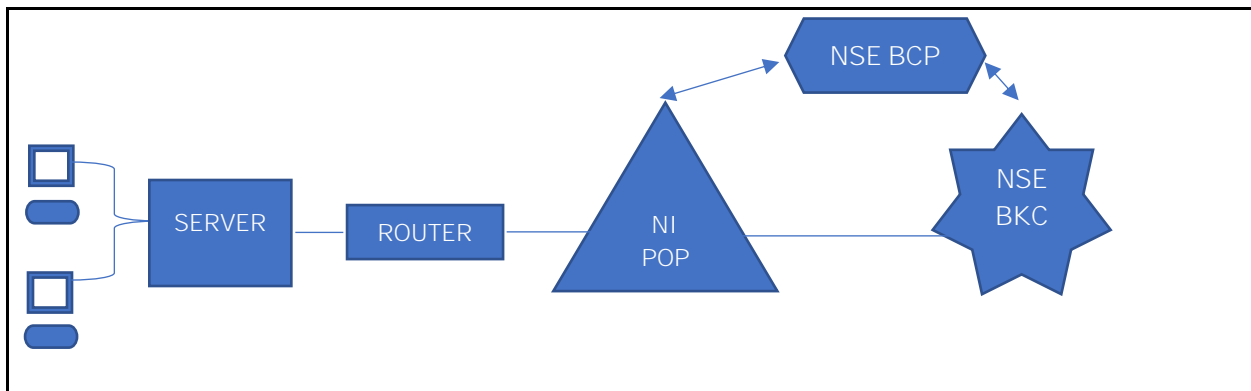 NSE BCP
NSE
BKC
SERVER
ROUTER
NI
POP